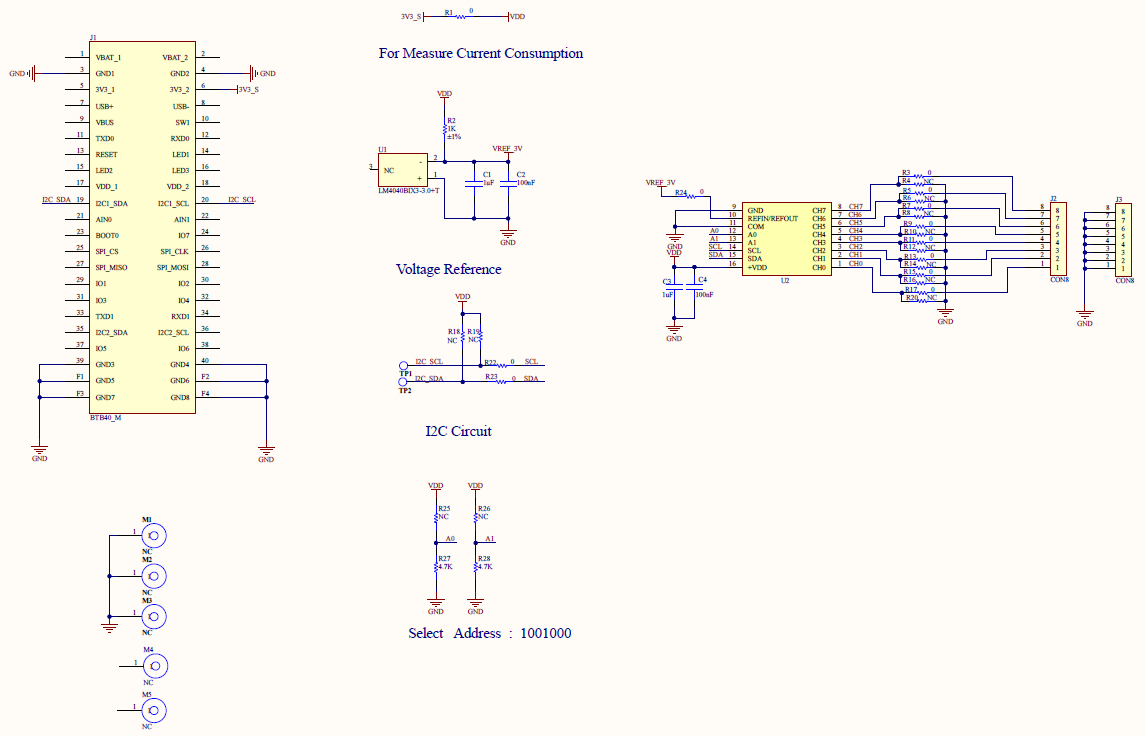 3V3_S R1 0 VDD
For Measure Current Consumption
J1
1 VBAT_1 VBAT_2 2
GND 3 GND1 GND2 4 GND
5 3V3_1 3V3_2 6 3V3_S
7 USB+ USB- 8
9 VBUS SW1 10
11 TXD0 RXD0 12
13 RESET LED1 14
15 LED2 LED3 16
17 VDD_1 VDD_2 18
I2C_SDA 19 I2C1_SDA I2C1_SCL 20 I2C_SCL
21 AIN0 AIN1 22
23 BOOT0 IO7 24
25 SPI_CS SPI_CLK 26
27 SPI_MISO SPI_MOSI 28
29 IO1 IO2 30
31 IO3 IO4 32
33 TXD1 RXD1 34
35 I2C2_SDA I2C2_SCL 36
37 IO5 IO6 38
39 GND3 GND4 40
F1 GND5 GND6 F2
F3 GND7 GND8 F4
BTB40_M
GND GND
VDD
R2
1K
±1%
U1 VREF_3V
3 NC - 2
+ 1
LM4040BIX3-3.0+T
C1
1uF
C2
100nF
GND
Voltage Reference
VDD
R18 R19
NC NC
I2C_SCL R22 0 SCL
TP1
I2C_SDA R23 0 SDA
TP2
I2C Circuit
VDD VDD
R25 R26
NC NC
A0 A1
R27 R28
4.7K 4.7K
GND GND
Select Address : 1001000
VREF_3V
R24 0
9 GND CH7 8 CH7
10 REFIN/REFOUT CH6 7 CH6
11 COM CH5 6 CH5
A0 12 A0 CH4 5 CH4
A1 13 A1 CH3 4 CH3
SCL 14 SCL CH2 3 CH2
SDA 15 SDA CH1 2 CH1
16 +VDD CH0 1 CH0
U2
GND
VDD
C3
1uF
C4
100nF
GND
R3 0
R4 NC
R5 0
R6 NC
R7 0
R8 NC
R9 0
R10 NC
R11 0
R12 NC
R13 0
R14 NC
R15 0
R16 NC
R17 0
R20 NC
GND
J2
8 8
7 7
6 6
5 5
4 4
3 3
2 2
1 1
CON8
J3
8 8
7 7
6 6
5 5
4 4
3 3
2 2
1 1
CON8
GND
M1
1 1
NC
M2
1 1
NC
M3
1 1
NC
M4
1 1
NC
M5
1 1
NC